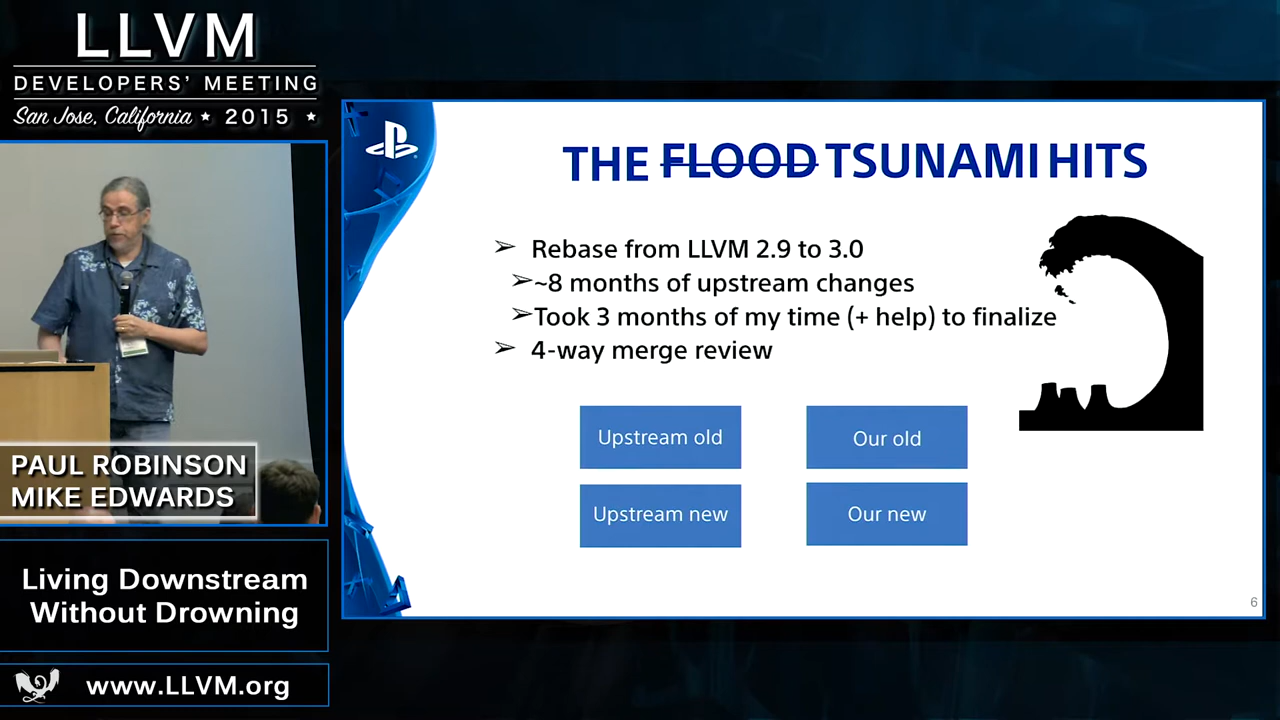 LLVM
DEVELOPERS' MEETING
San Jose, California ★ 2015 ★
THE FLOOD TSUNAMI HITS
➢ Rebase from LLVM 2.9 to 3.0
➢~8 months of upstream changes
➢Took 3 months of my time (+ help) to finalize
➢ 4-way merge review
Upstream old
Our old
Upstream new
Our new
6
PAUL ROBINSON
MIKE EDWARDS
Living Downstream
Without Drowning
www.LLVM.org